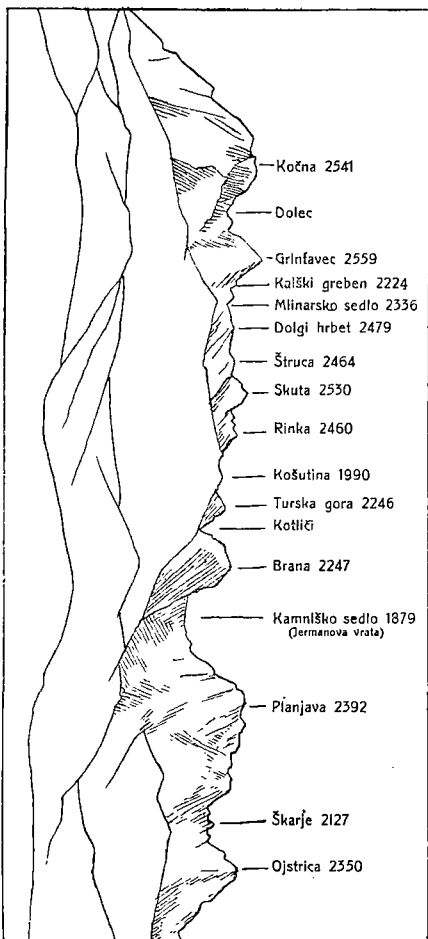 Kočna 2541
Dolec
Grintavec 2559
Kalški greben 2224
Mlinarsko sedlo 2336
Dolgi hrbet 2479
Štruca 2464
Skuta 2530
Rinka 2460
Košutina 1990
Turska gora 2246
Kotliči
Brana 2247
Kamniško sedlo 1879
(Jermanova vrata)
Planjava 2392
Škarje 2127
Ojstrica 2350